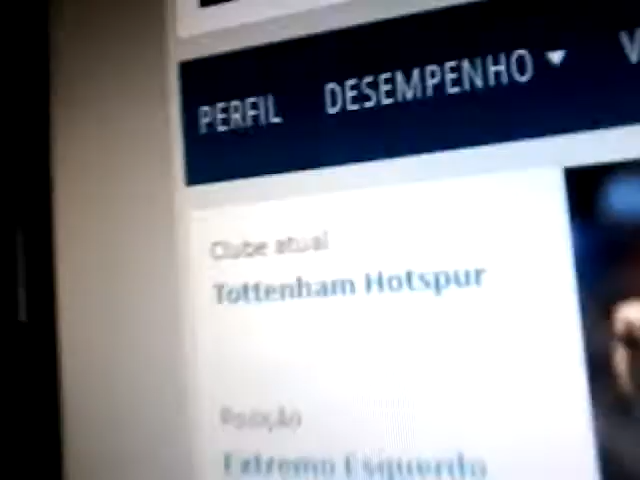 PERFIL DESEMPENHO
Clube atual
Tottenham Hotspur
Posição
Extremo Esquerdo